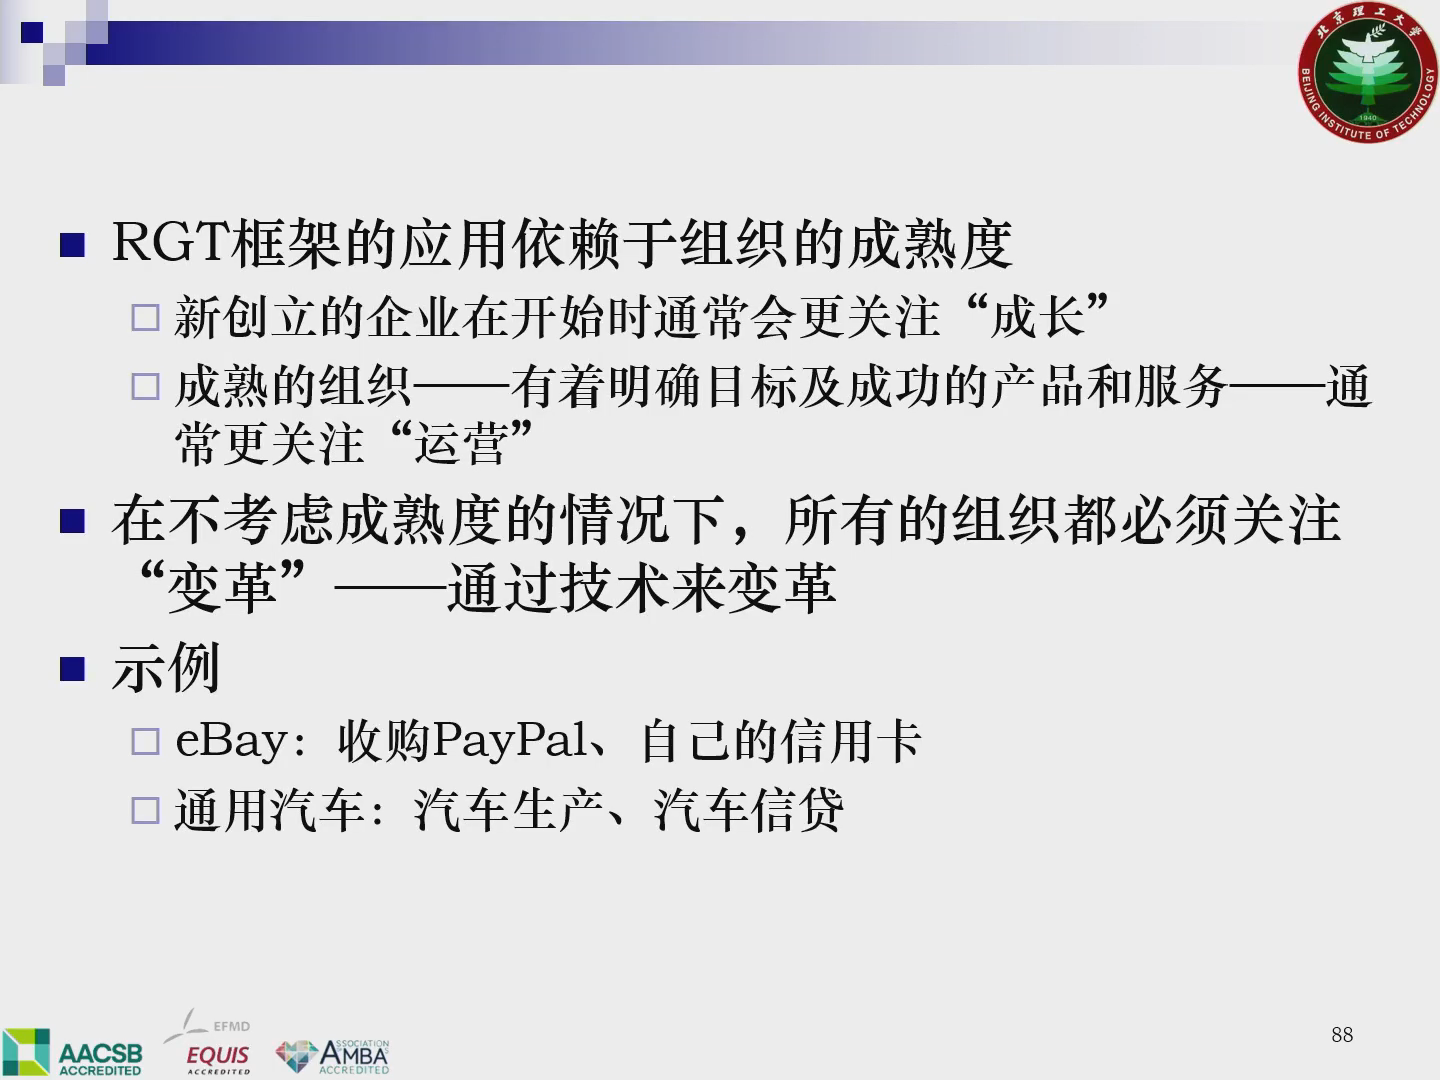 北京理工大学
BEIJING INSTITUTE OF TECHNOLOGY
1940
RGT框架的应用依赖于组织的成熟度
新创立的企业在开始时通常会更关注“成长”
成熟的组织——有着明确目标及成功的产品和服务——通
常更关注“运营”
在不考虑成熟度的情况下，所有的组织都必须关注
“变革”——通过技术来变革
示例
eBay：收购PayPal、自己的信用卡
通用汽车：汽车生产、汽车信贷
AACSB
ACCREDITED
EFMD
EQUIS
ACCREDITED
ASSOCIATION
AMBA
ACCREDITED
88